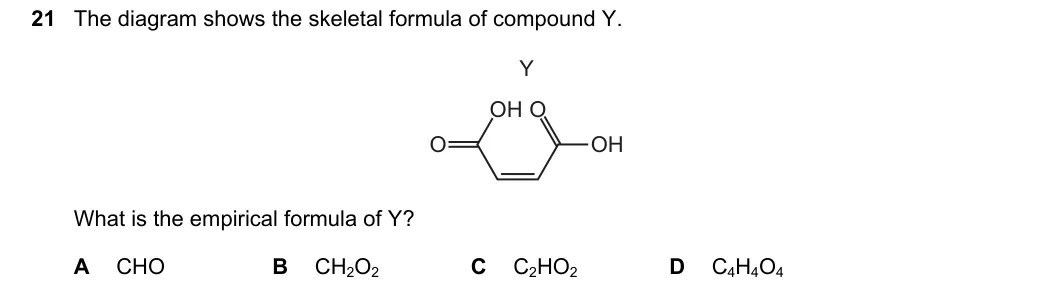 21 The diagram shows the skeletal formula of compound Y.
Y
OH O
O OH
What is the empirical formula of Y?
A CHO B CH₂O₂ C C₂HO₂ D C₄H₄O₄